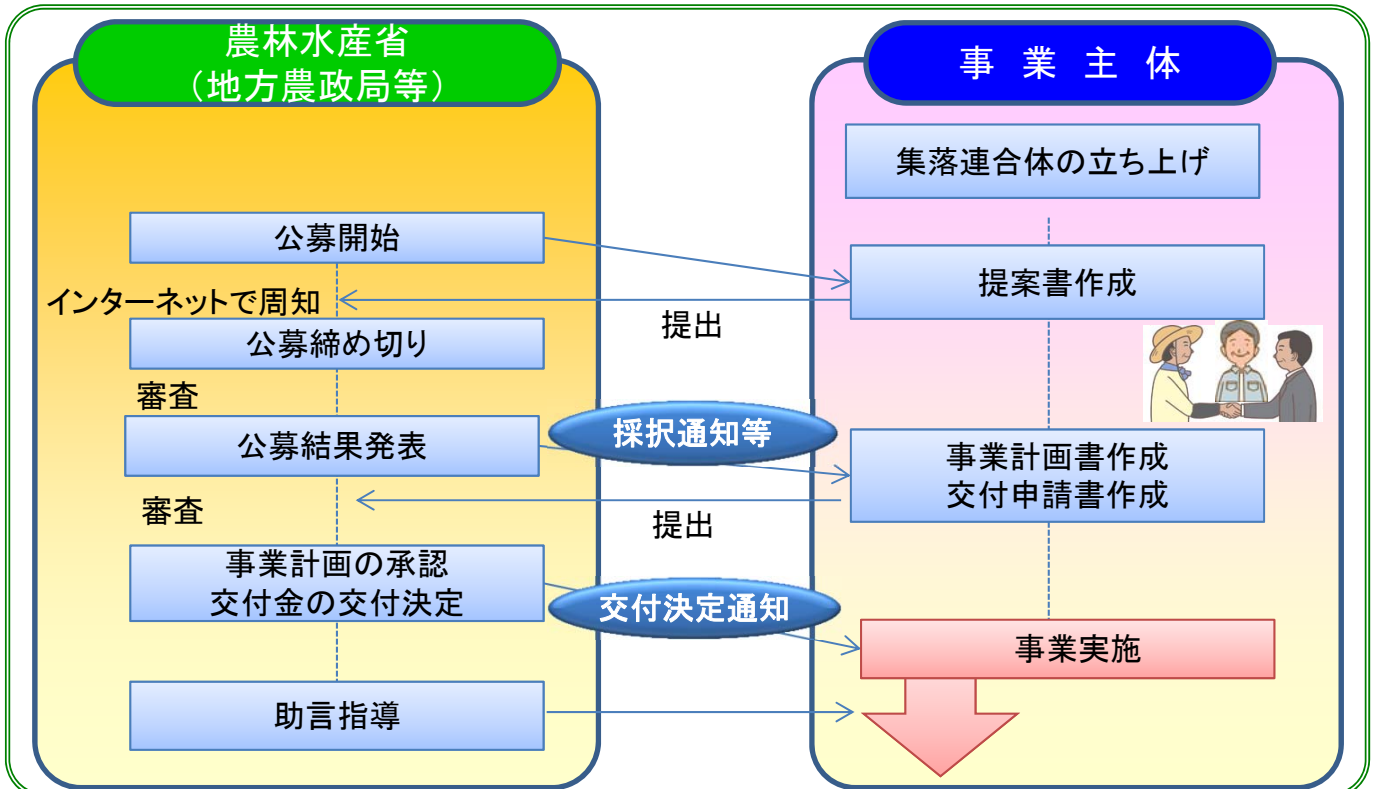 農林水産省
（地方農政局等）
公募開始
インターネットで周知
公募締め切り
審査
公募結果発表
審査
事業計画の承認
交付金の交付決定
助言指導
提出
採択通知等
提出
交付決定通知
事業主体
集落連合体の立ち上げ
提案書作成
事業計画書作成
交付申請書作成
事業実施